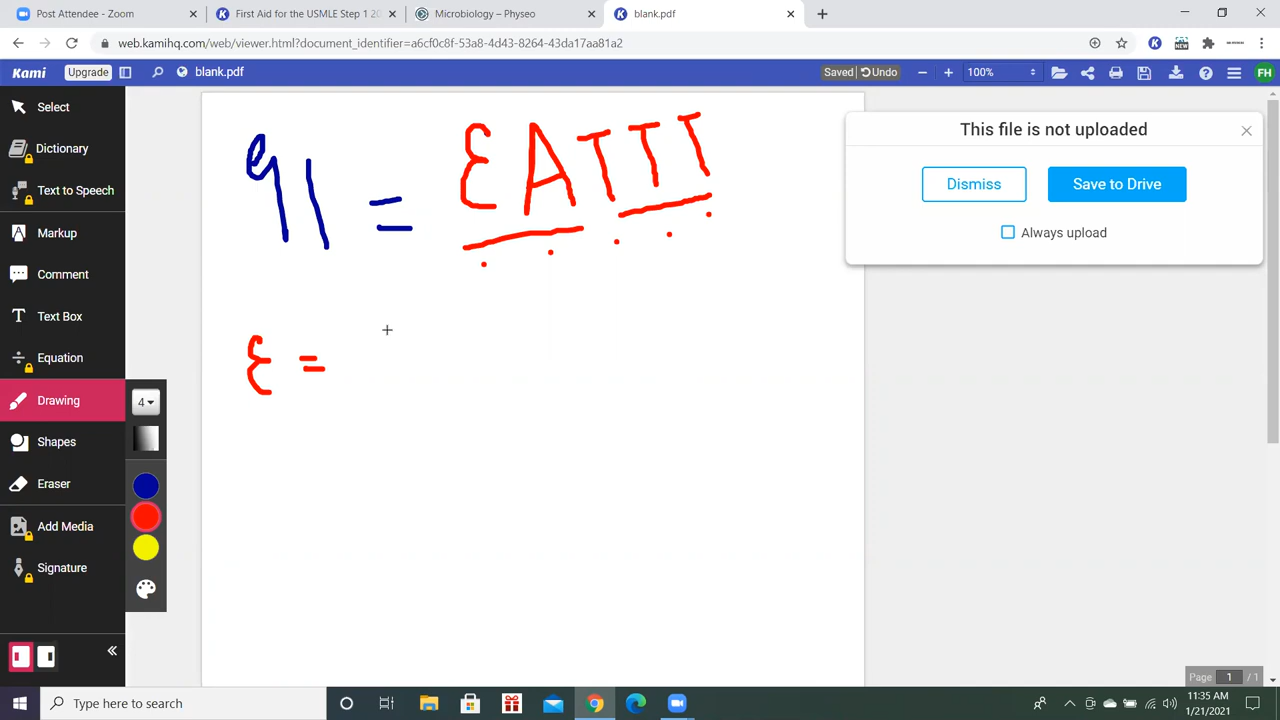 Post Attendee - Zoom
First Aid for the USMLE Step 1 20
Microbiology – Physeo
blank.pdf
web.kamihq.com/web/viewer.html?document_identifier=a6cf0c8f-53a8-4d43-8264-43da17aa81a2
NEW
Kami
Upgrade
blank.pdf
Saved
Undo
100%
FH
Select
Dictionary
Text to Speech
Markup
Comment
Text Box
Equation
Drawing
Shapes
Eraser
Add Media
Signature
4
This file is not uploaded
Dismiss
Save to Drive
Always upload
91 = EATTT
E =
Page 1 / 1
Type here to search
11:35 AM
1/21/2021